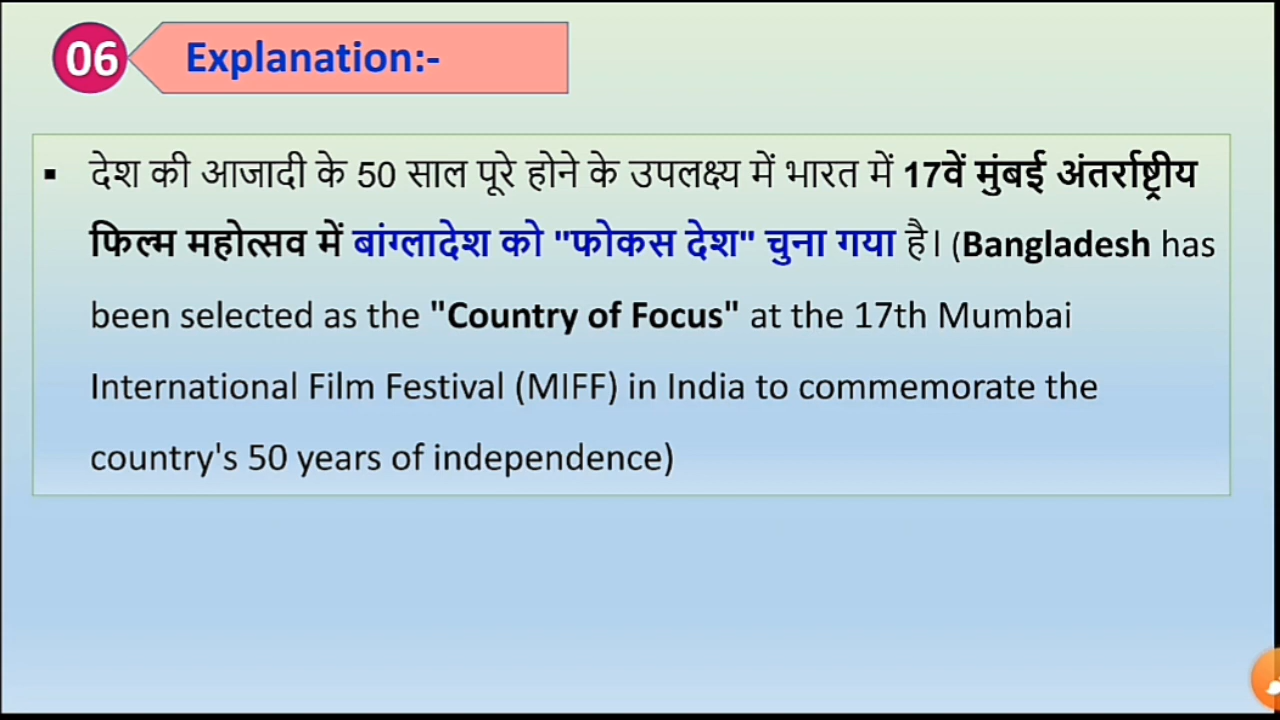 06 Explanation:-
▪ देश की आजादी के 50 साल पूरे होने के उपलक्ष्य में भारत में 17वें मुंबई अंतर्राष्ट्रीय
फिल्म महोत्सव में बांग्लादेश को "फोकस देश" चुना गया है। (Bangladesh has
been selected as the "Country of Focus" at the 17th Mumbai
International Film Festival (MIFF) in India to commemorate the
country's 50 years of independence)